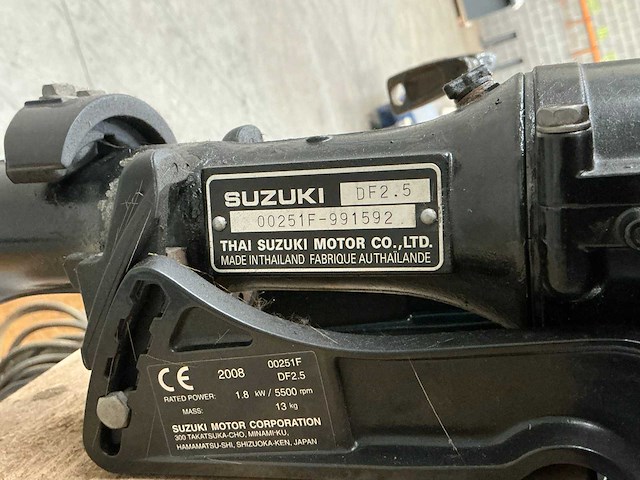 SUZUKI DF2.5
00251F-991592
THAI SUZUKI MOTOR CO.,LTD.
MADE IN THAILAND FABRIQUE AU THAÏLANDE
CE 2008 00251F
DF2.5
RATED POWER: 1.8 kW / 5500 rpm
MASS: 13 kg
SUZUKI MOTOR CORPORATION
300 TAKATSUKA-CHO, MINAMI-KU,
HAMAMATSU-SHI, SHIZUOKA-KEN, JAPAN